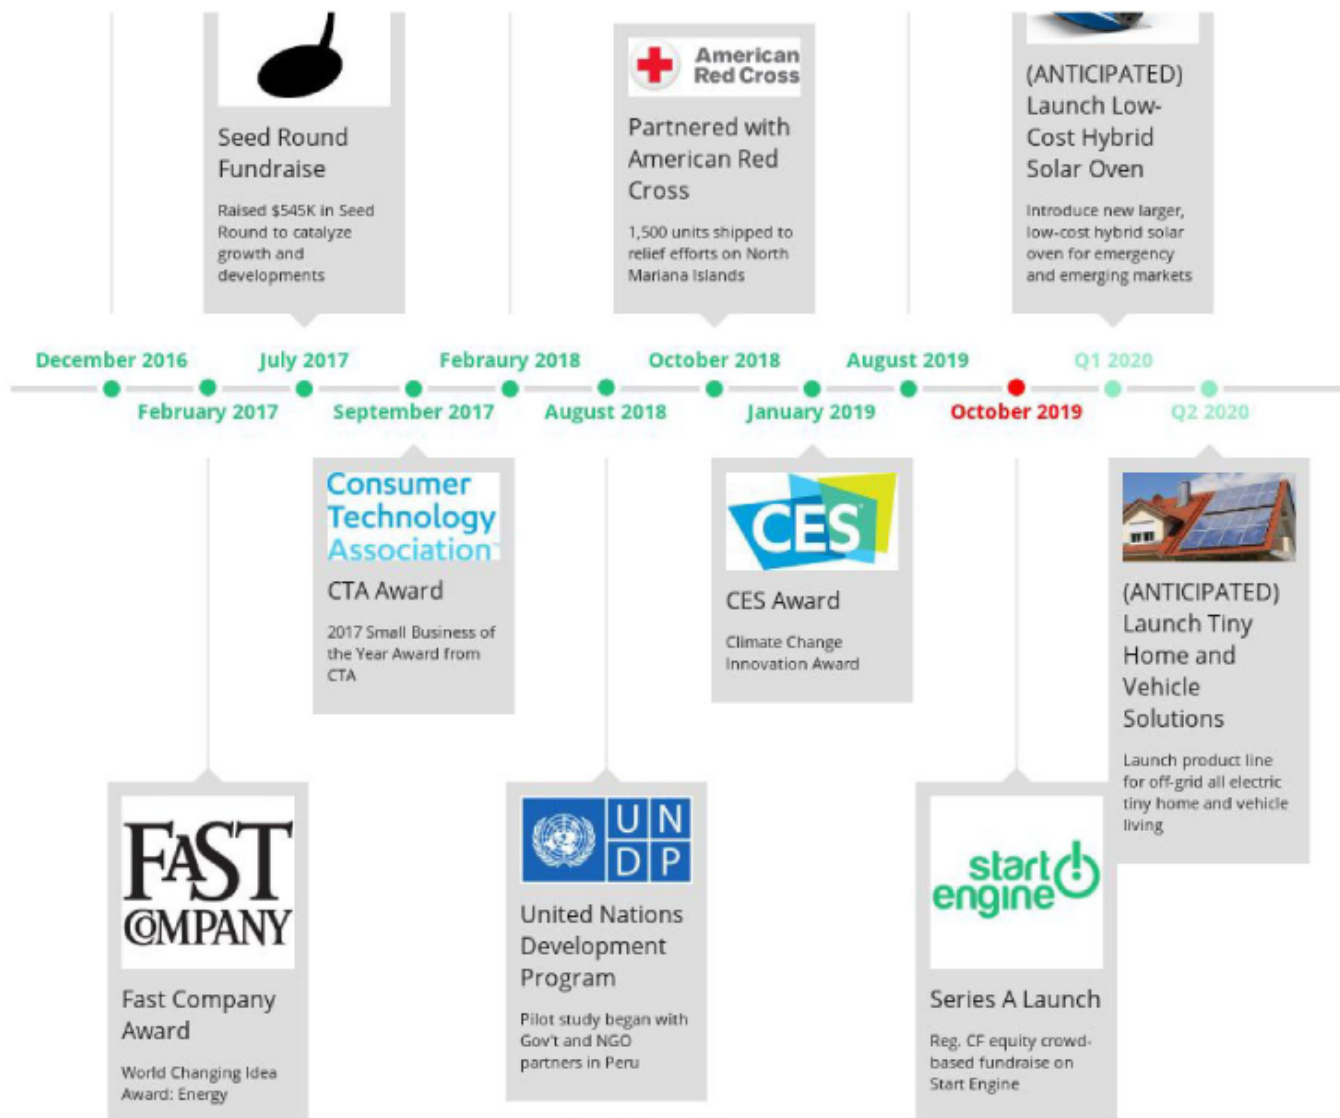 American
Red Cross
Seed Round
Fundraise
Raised $545K in Seed
Round to catalyze
growth and
developments
Partnered with
American Red
Cross
1,500 units shipped to
relief efforts on North
Mariana Islands
(ANTICIPATED)
Launch Low-
Cost Hybrid
Solar Oven
Introduce new larger,
low-cost hybrid solar
oven for emergency
and emerging markets
December 2016
July 2017
Febraury 2018
October 2018
August 2019
Q1 2020
February 2017
September 2017
August 2018
January 2019
October 2019
Q2 2020
Consumer
Technology
Association
CTA Award
2017 Small Business of
the Year Award from
CTA
CES
CES Award
Climate Change
Innovation Award
(ANTICIPATED)
Launch Tiny
Home and
Vehicle
Solutions
Launch product line
for off-grid all electric
tiny home and vehicle
living
FAST
COMPANY
Fast Company
Award
World Changing Idea
Award: Energy
UN
DP
United Nations
Development
Program
Pilot study began with
Gov't and NGO
partners in Peru
start
engine
Series A Launch
Reg. CF equity crowd-
based fundraise on
Start Engine